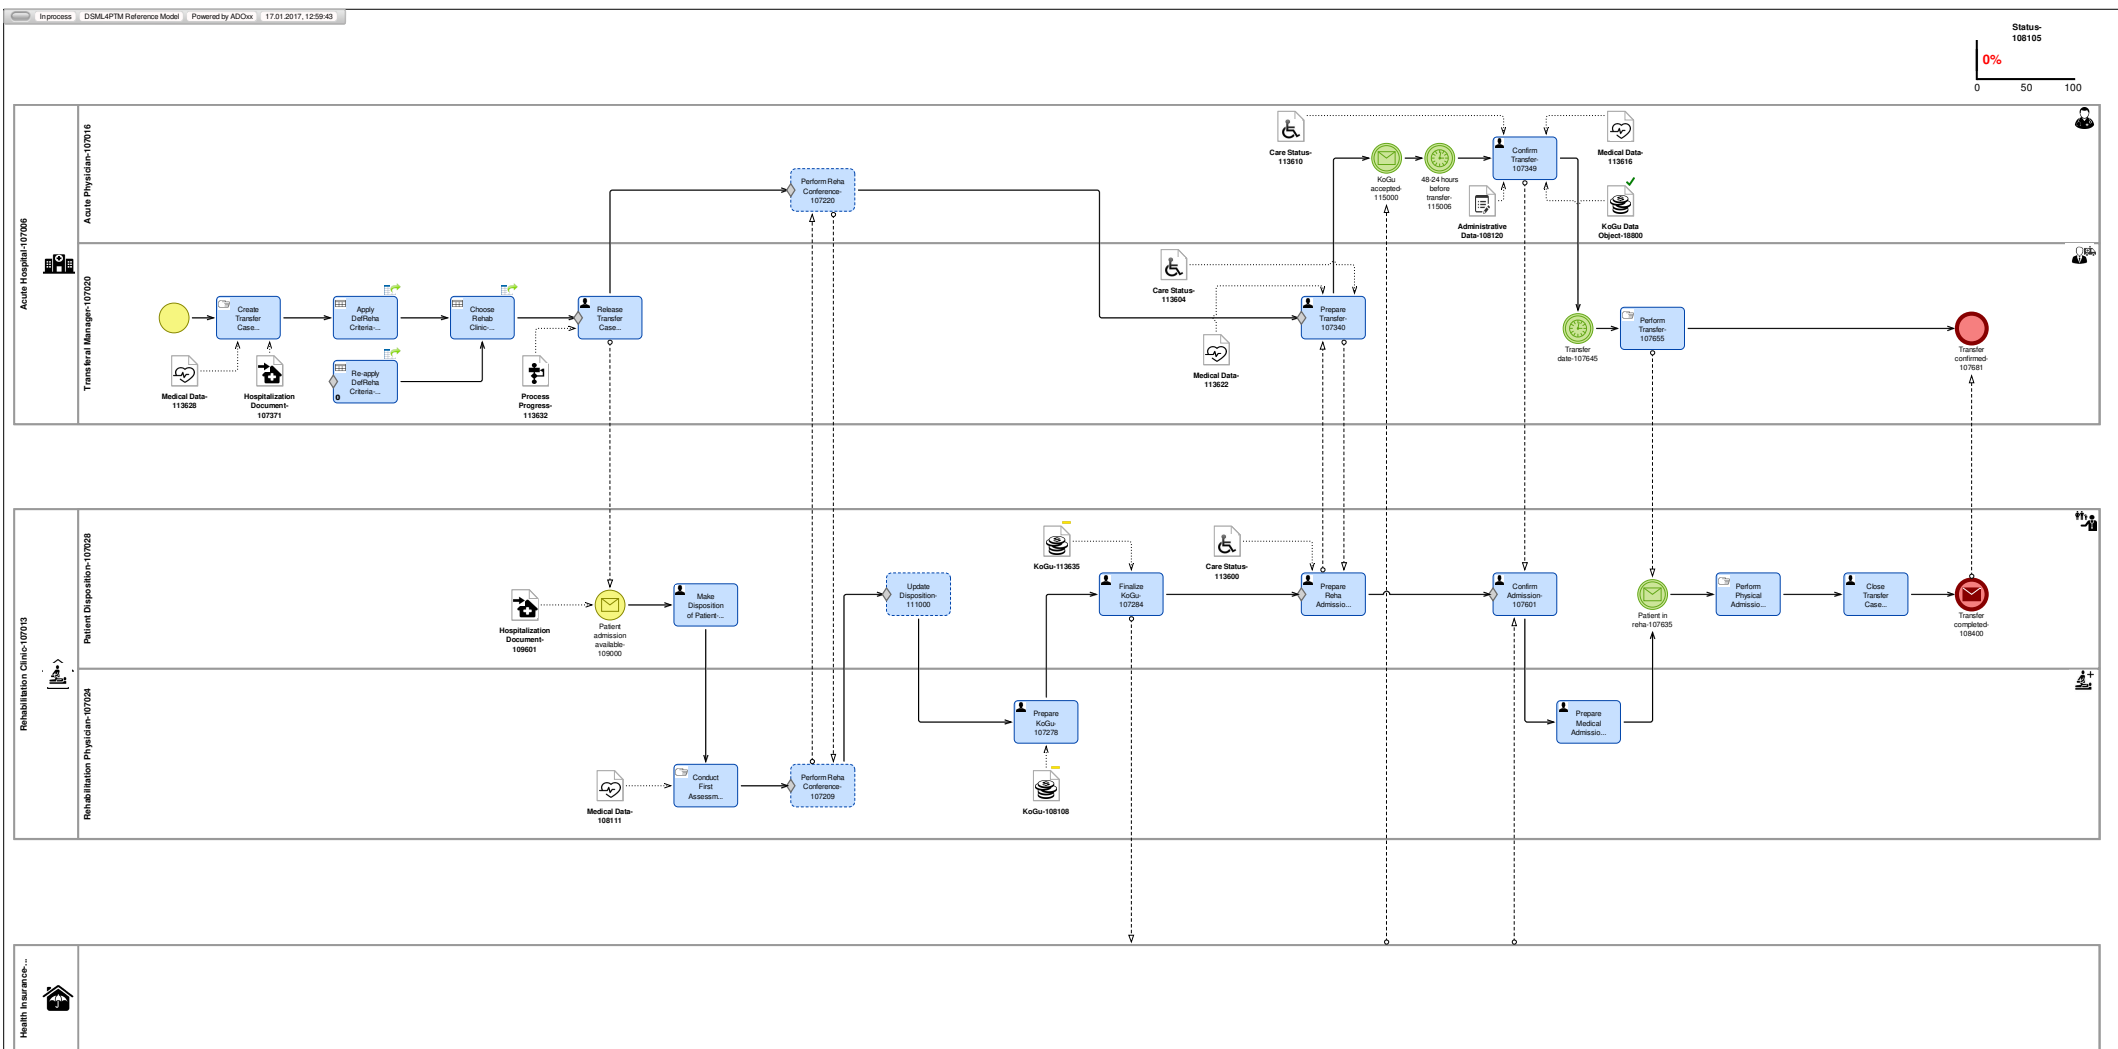 Inprocess DSML4PTM Reference Model Powered by ADOxx 17.01.2017, 12:59:43
Status-
108105
0%
0 50 100
Acute Hospital-107006
Acute Physician-107016
Perform Reha
Conference-
107220
Care Status-
113610
KoGu
accepted-
115000
48-24 hours
before
transfer-
115006
Confirm
Transfer-
107349
Medical Data-
113616
Administrative
Data-108120
KoGu Data
Object-18800
Transferal Manager-107020
Create
Transfer
Case...
Apply
DefReha
Criteria-...
Choose
Rehab
Clinic-...
Release
Transfer
Case...
Re-apply
DefReha
Criteria-...
Medical Data-
113628
Hospitalization
Document-
107371
Process
Progress-
113632
Care Status-
113604
Medical Data-
113622
Prepare
Transfer-
107340
Transfer
date-107645
Perform
Transfer-
107655
Transfer
confirmed-
107681
Rehabilitation Clinic-107013
Patient Disposition-107028
Hospitalization
Document-
109601
Patient
admission
available-
109000
Make
Disposition
of Patient-...
Update
Disposition-
111000
KoGu-113635
Finalize
KoGu-
107284
Care Status-
113600
Prepare
Reha
Admissio...
Confirm
Admission-
107601
Patient in
reha-107635
Perform
Physical
Admissio...
Close
Transfer
Case...
Transfer
completed-
108400
Rehabilitation Physician-107024
Medical Data-
108111
Conduct
First
Assessm...
Perform Reha
Conference-
107209
Prepare
KoGu-
107278
KoGu-108108
Prepare
Medical
Admissio...
Health Insurance-...